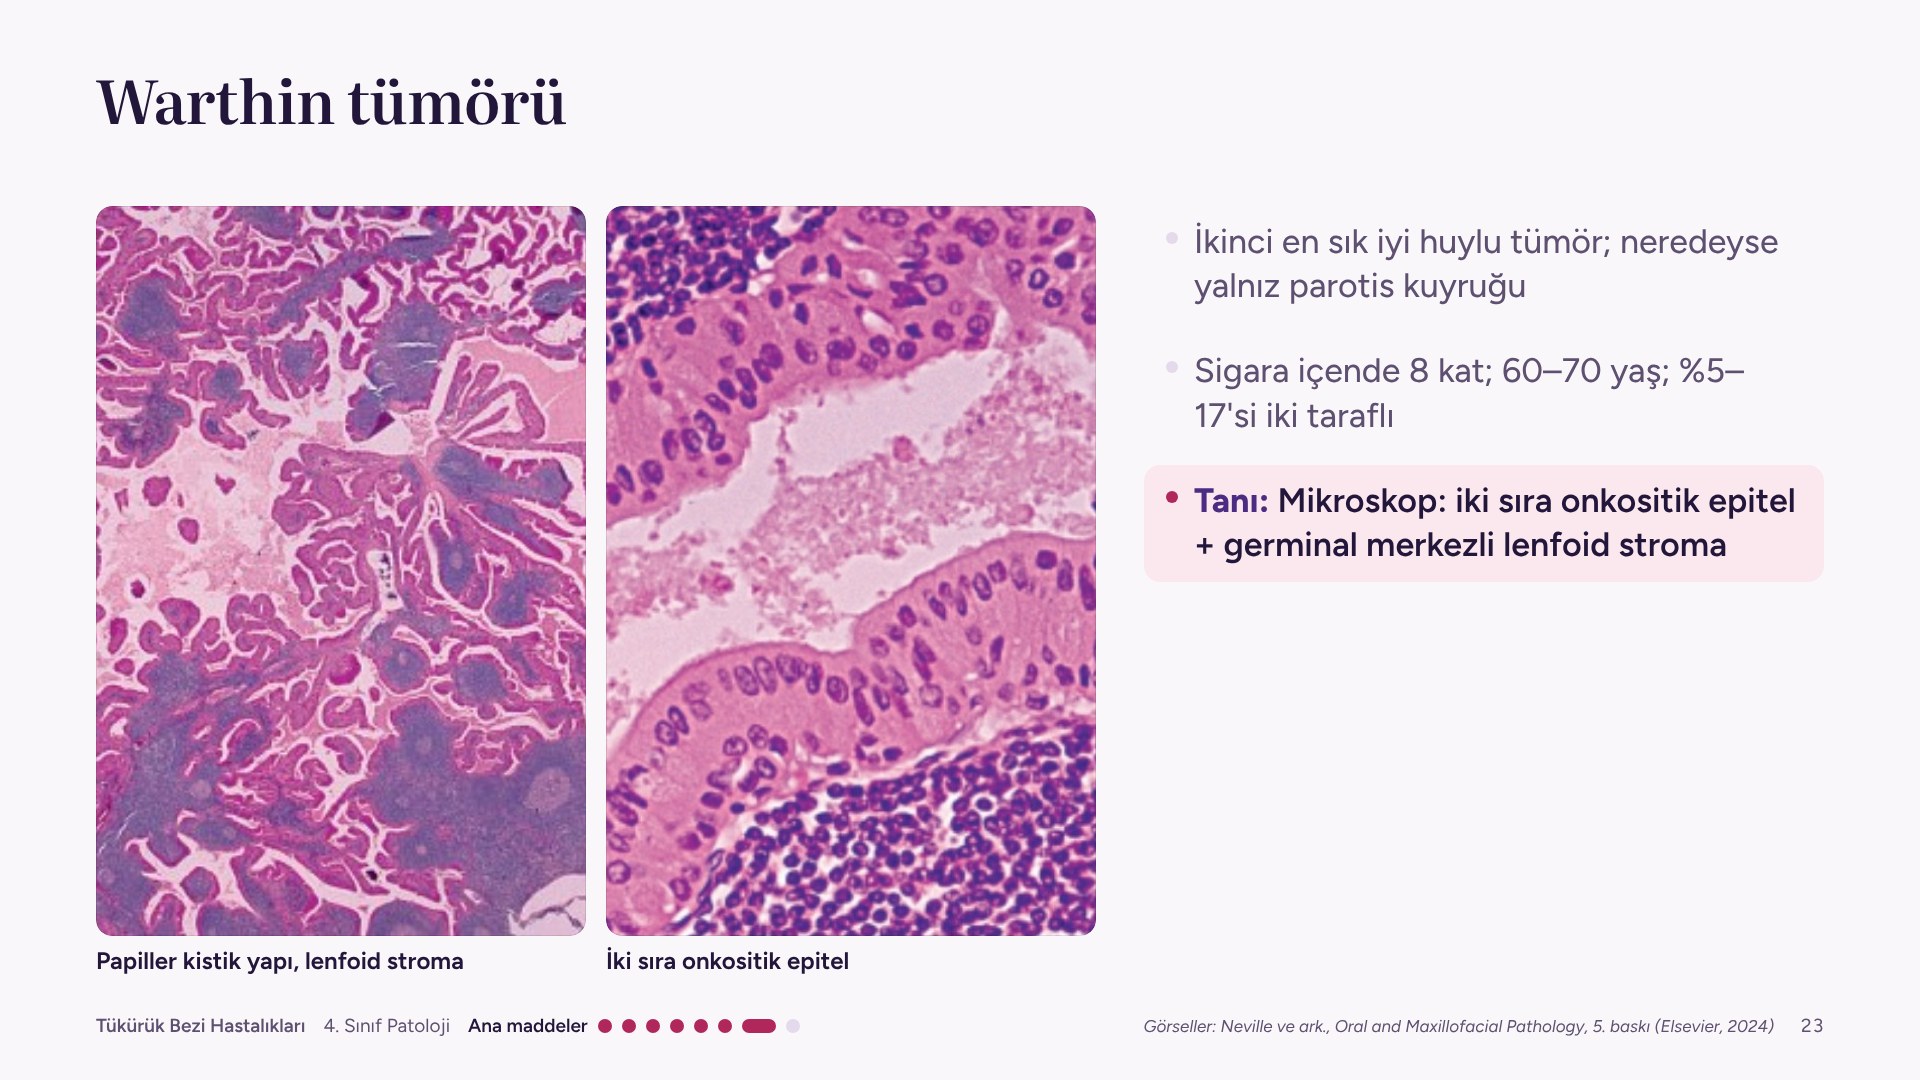 Warthin tümörü
İkinci en sık iyi huylu tümör; neredeyse
yalnız parotis kuyruğu
Sigara içende 8 kat; 60–70 yaş; %5–
17'si iki taraflı
Tanı: Mikroskop: iki sıra onkositik epitel
+ germinal merkezli lenfoid stroma
Papiller kistik yapı, lenfoid stroma
İki sıra onkositik epitel
Tükürük Bezi Hastalıkları 4. Sınıf Patoloji Ana maddeler
Görseller: Neville ve ark., Oral and Maxillofacial Pathology, 5. baskı (Elsevier, 2024) 23